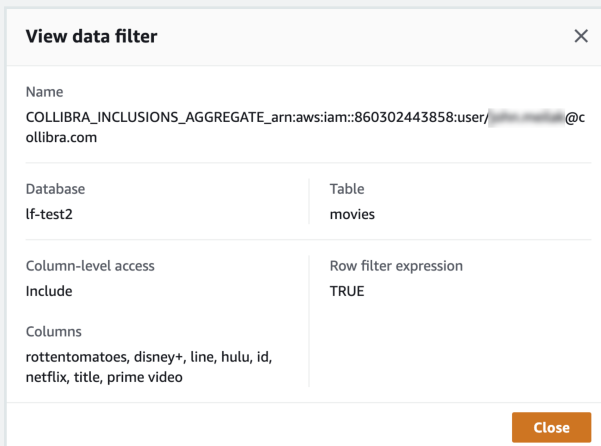 View data filter
Name
COLLIBRA_INCLUSIONS_AGGREGATE_arn:aws:iam::860302443858:user/ @c
ollibra.com
Database
lf-test2
Table
movies
Column-level access
Include
Row filter expression
TRUE
Columns
rottentomatoes, disney+, line, hulu, id,
netflix, title, prime video
Close